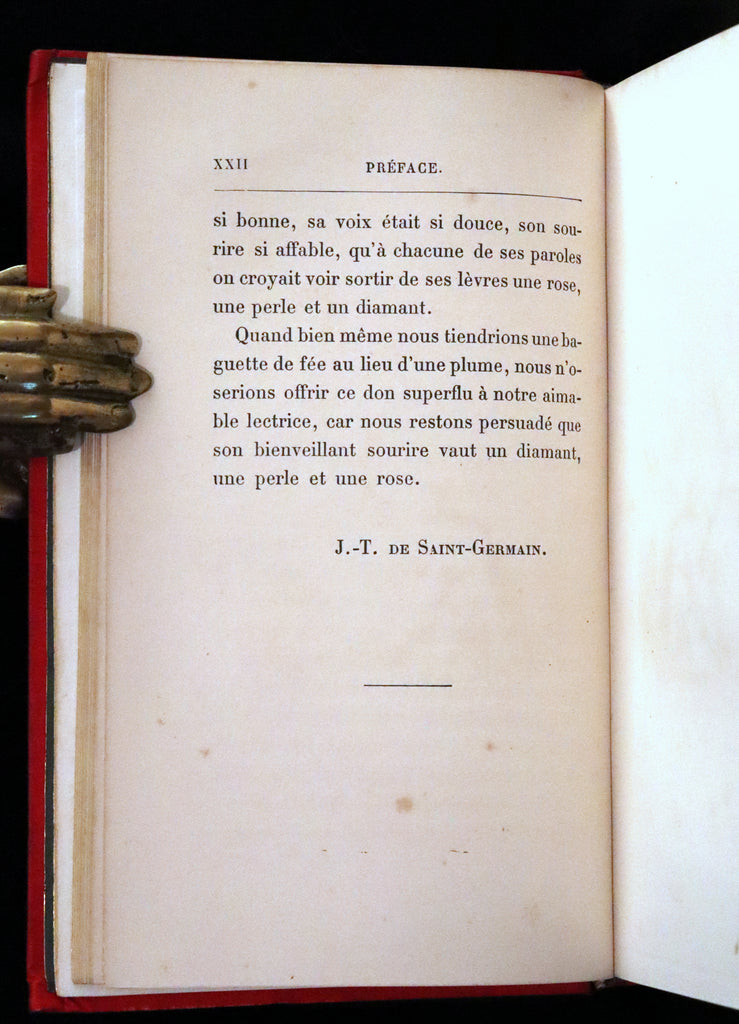 XXII
PRÉFACE.
si bonne, sa voix était si douce, son sou-
rire si affable, qu'à chacune de ses paroles
on croyait voir sortir de ses lèvres une rose,
une perle et un diamant.
Quand bien même nous tiendrions une ba-
guette de fée au lieu d'une plume, nous n'o-
serions offrir ce don superflu à notre aima-
ble lectrice, car nous restons persuadé que
son bienveillant sourire vaut un diamant,
une perle et une rose.
J.-T. DE SAINT-GERMAIN.